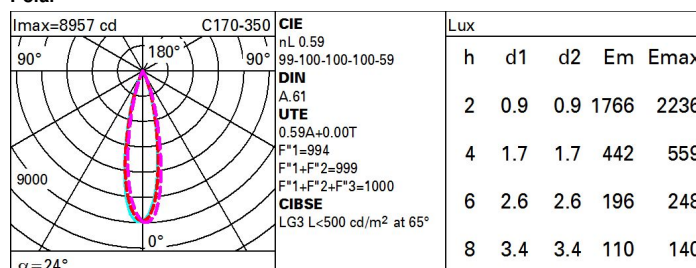 Imax=8957 cd C170-350
90° 180° 90°
9000
0°
α=24°
CIE
nL 0.59
99-100-100-100-59
DIN
A.61
UTE
0.59A+0.00T
F"1=994
F"1+F"2=999
F"1+F"2+F"3=1000
CIBSE
LG3 L<500 cd/m² at 65°
Lux
h d1 d2 Em Emax
2 0.9 0.9 1766 2236
4 1.7 1.7 442 559
6 2.6 2.6 196 248
8 3.4 3.4 110 140